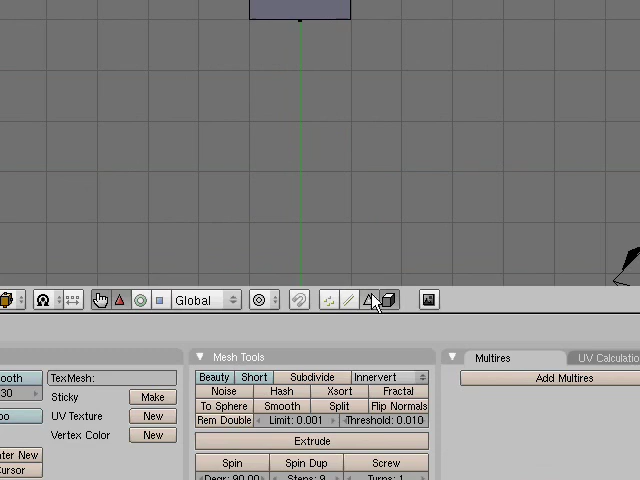 Global
Mesh Tools
Multires
UV Calculatio
ooth
TexMesh:
Beauty
Short
Subdivide
Innervert
Add Multires
30
Sticky
Make
Noise
Hash
Xsort
Fractal
To Sphere
Smooth
Split
Flip Normals
UV Texture
New
Rem Double
Limit: 0.001
Threshold: 0.010
Vertex Color
New
Extrude
nter New
Cursor
Spin
Spin Dup
Screw
Degr: 90.00
Steps: 9
Turns: 1